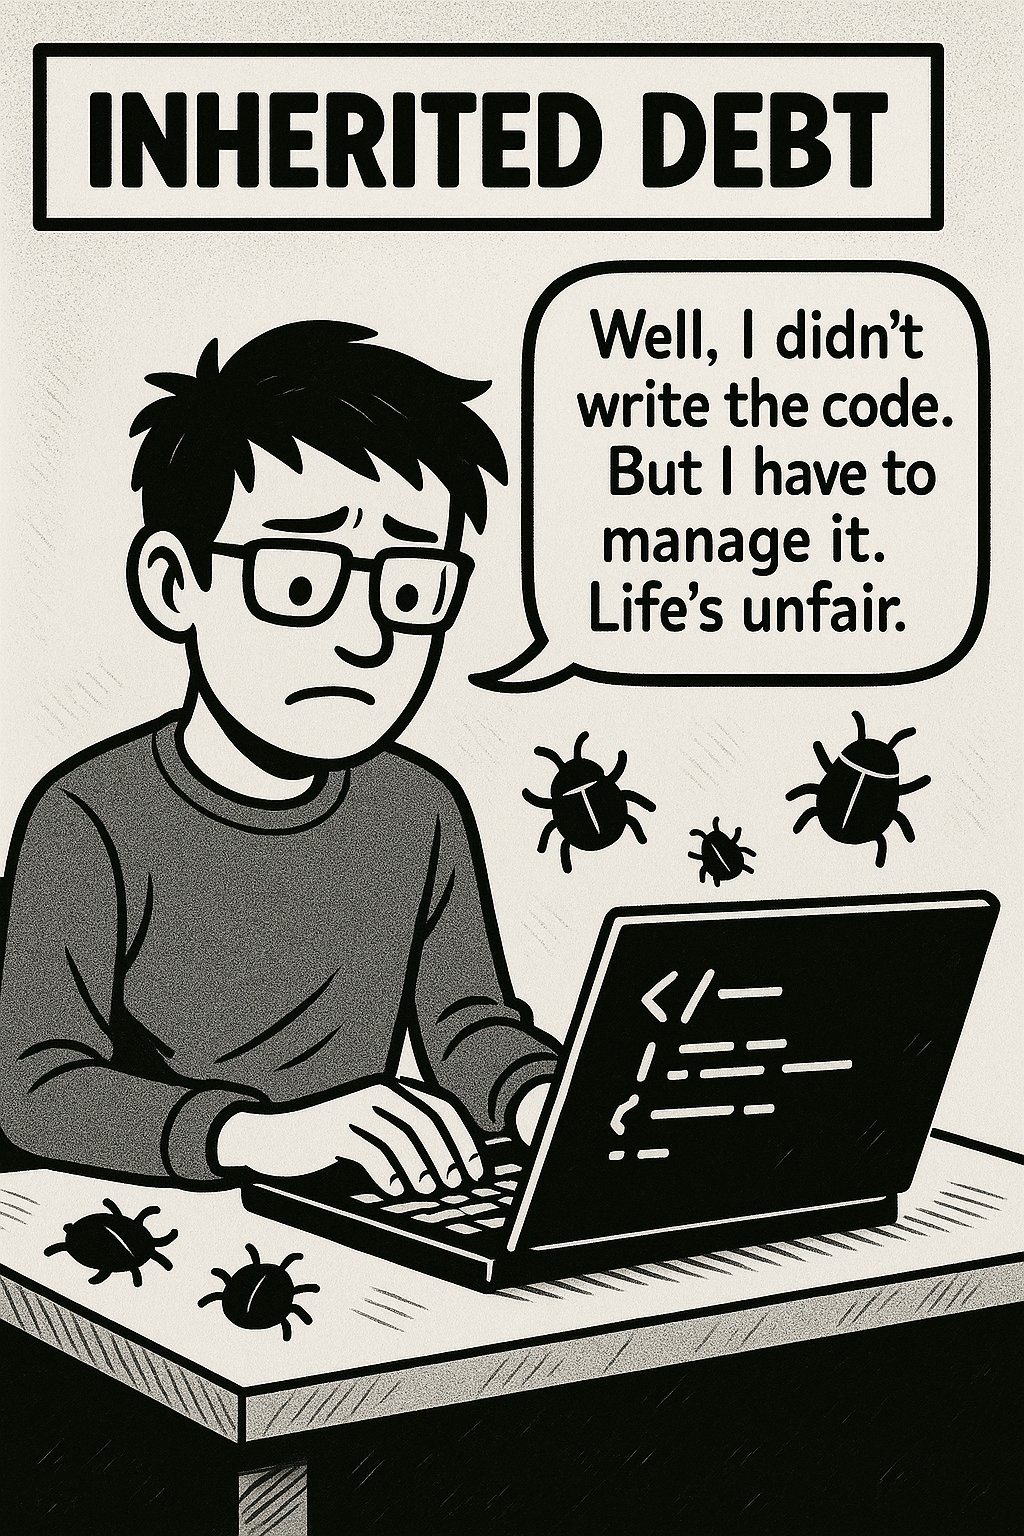 INHERITED DEBT
Well, I didn't
write the code.
But I have to
manage it.
Life's unfair.
<//